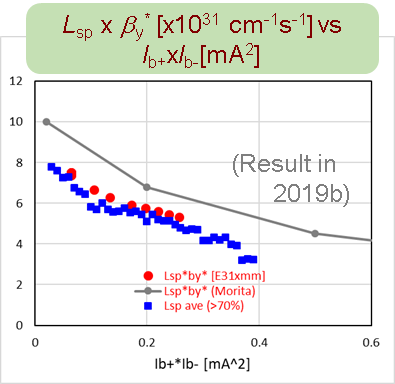 Lsp x βy* [x10^31 cm^-1s^-1] vs
Ib+xIb-[mA^2]
12
10
8
6
4
2
0
(Result in
2019b)
Lsp*by* [E31xmm]
Lsp*by* (Morita)
Lsp ave (>70%)
0
0.2
0.4
0.6
Ib+*Ib- [mA^2]